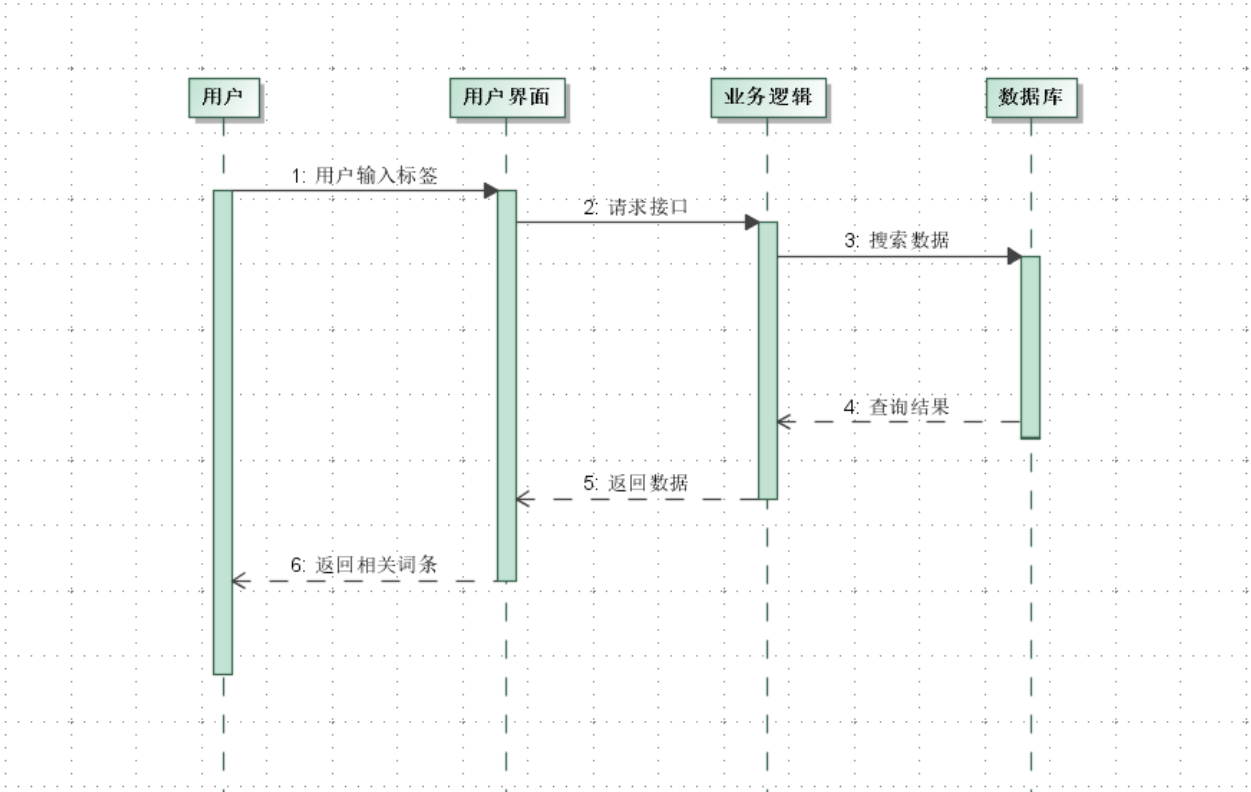 用户
用户界面
业务逻辑
数据库
1: 用户输入标签
2: 请求接口
3: 搜索数据
4: 查询结果
5: 返回数据
6: 返回相关词条